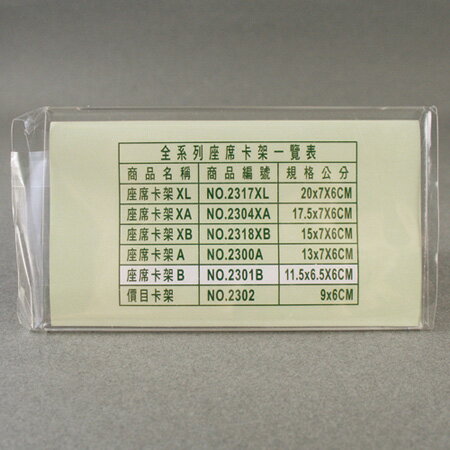 全系列座席卡架一覽表
商品名稱 商品編號 規格公分
座席卡架XL NO.2317XL 20x7X6CM
座席卡架XA NO.2304XA 17.5x7X6CM
座席卡架XB NO.2318XB 15x7X6CM
座席卡架A NO.2300A 13x7X6CM
座席卡架B NO.2301B 11.5x6.5X6CM
價目卡架 NO.2302 9x6CM